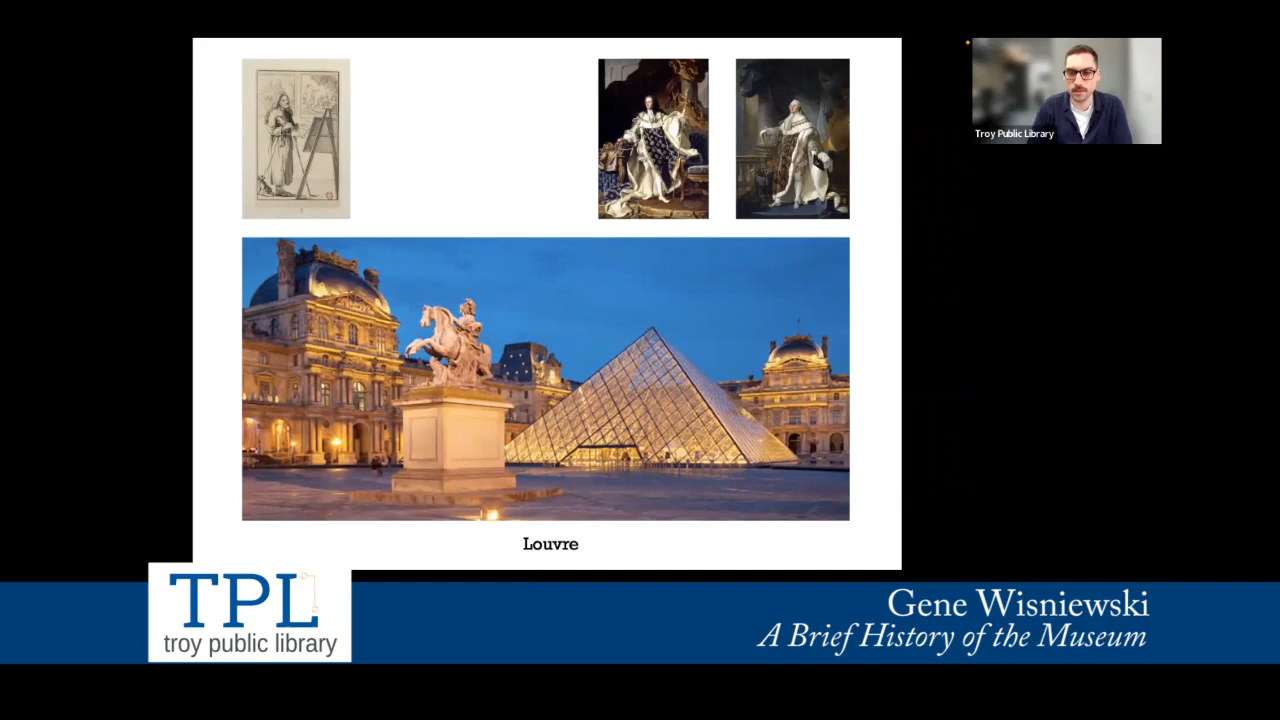 Troy Public Library
Louvre
TPL
troy public library
Gene Wisniewski
A Brief History of the Museum